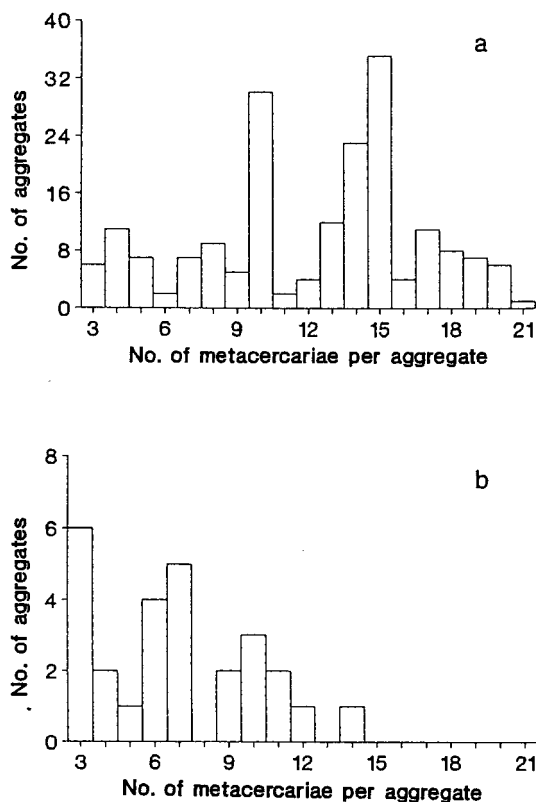 a
No. of aggregates
40
32
24
16
8
0
3 6 9 12 15 18 21
No. of metacercariae per aggregate
b
No. of aggregates
8
6
4
2
0
3 6 9 12 15 18 21
No. of metacercariae per aggregate